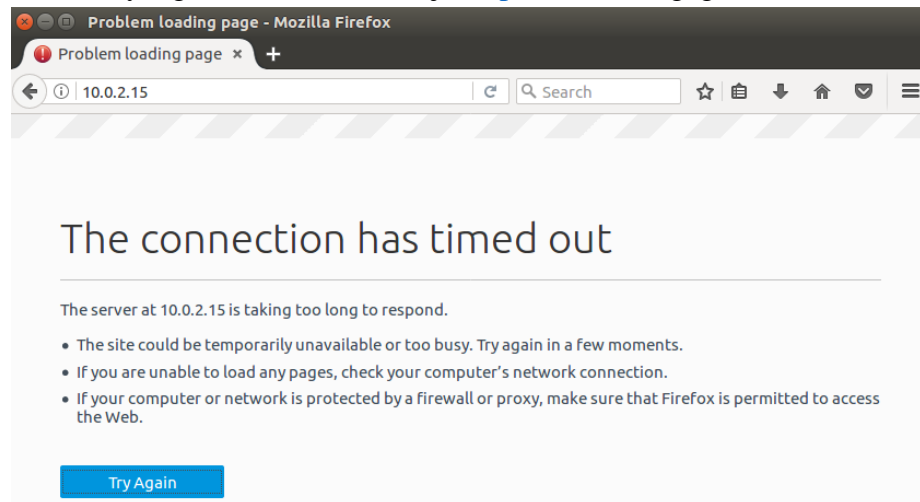 Problem loading page - Mozilla Firefox
Problem loading page
10.0.2.15
Search
The connection has timed out
The server at 10.0.2.15 is taking too long to respond.
• The site could be temporarily unavailable or too busy. Try again in a few moments.
• If you are unable to load any pages, check your computer's network connection.
• If your computer or network is protected by a firewall or proxy, make sure that Firefox is permitted to access
the Web.
Try Again